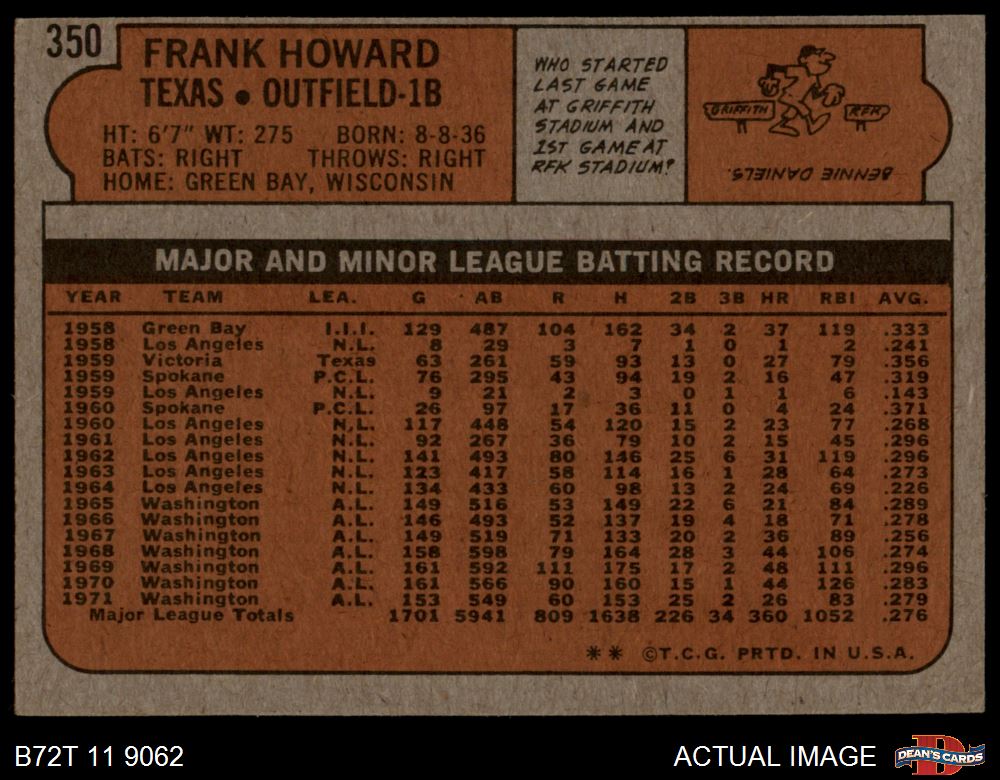 350
FRANK HOWARD
TEXAS • OUTFIELD-1B
HT: 6'7" WT: 275 BORN: 8-8-36
BATS: RIGHT THROWS: RIGHT
HOME: GREEN BAY, WISCONSIN
WHO STARTED
LAST GAME
AT GRIFFITH
STADIUM AND
1ST GAME AT
RFK STADIUM?
GRIFFITH RFK
BENNIE DANIELS.
MAJOR AND MINOR LEAGUE BATTING RECORD
YEAR TEAM LEA. G AB R H 2B 3B HR RBI AVG.
1958 Green Bay I.I.I. 129 487 104 162 34 2 37 119 .333
1958 Los Angeles N.L. 8 29 3 7 1 0 1 2 .241
1959 Victoria Texas 63 261 59 93 13 0 27 79 .356
1959 Spokane P.C.L. 76 295 43 94 19 2 16 47 .319
1959 Los Angeles N.L. 9 21 2 3 0 1 1 6 .143
1960 Spokane P.C.L. 26 97 17 36 11 0 4 24 .371
1960 Los Angeles N.L. 117 448 54 120 15 2 23 77 .268
1961 Los Angeles N.L. 92 267 36 79 10 2 15 45 .296
1962 Los Angeles N.L. 141 493 80 146 25 6 31 119 .296
1963 Los Angeles N.L. 123 417 58 114 16 1 28 64 .273
1964 Los Angeles N.L. 134 433 60 98 13 2 24 69 .226
1965 Washington A.L. 149 516 53 149 22 6 21 84 .289
1966 Washington A.L. 146 493 52 137 19 4 18 71 .278
1967 Washington A.L. 149 519 71 133 20 2 36 89 .256
1968 Washington A.L. 158 598 79 164 28 3 44 106 .274
1969 Washington A.L. 161 592 111 175 17 2 48 111 .296
1970 Washington A.L. 161 566 90 160 15 1 44 126 .283
1971 Washington A.L. 153 549 60 153 25 2 26 83 .279
Major League Totals 1701 5941 809 1638 226 34 360 1052 .276
** ©T.C.G. PRTD. IN U.S.A.
B72T 11 9062
ACTUAL IMAGE
DEAN'S CARDS